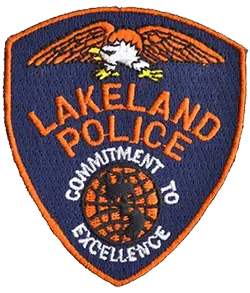 LAKELAND
POLICE
COMMITMENT TO
EXCELLENCE